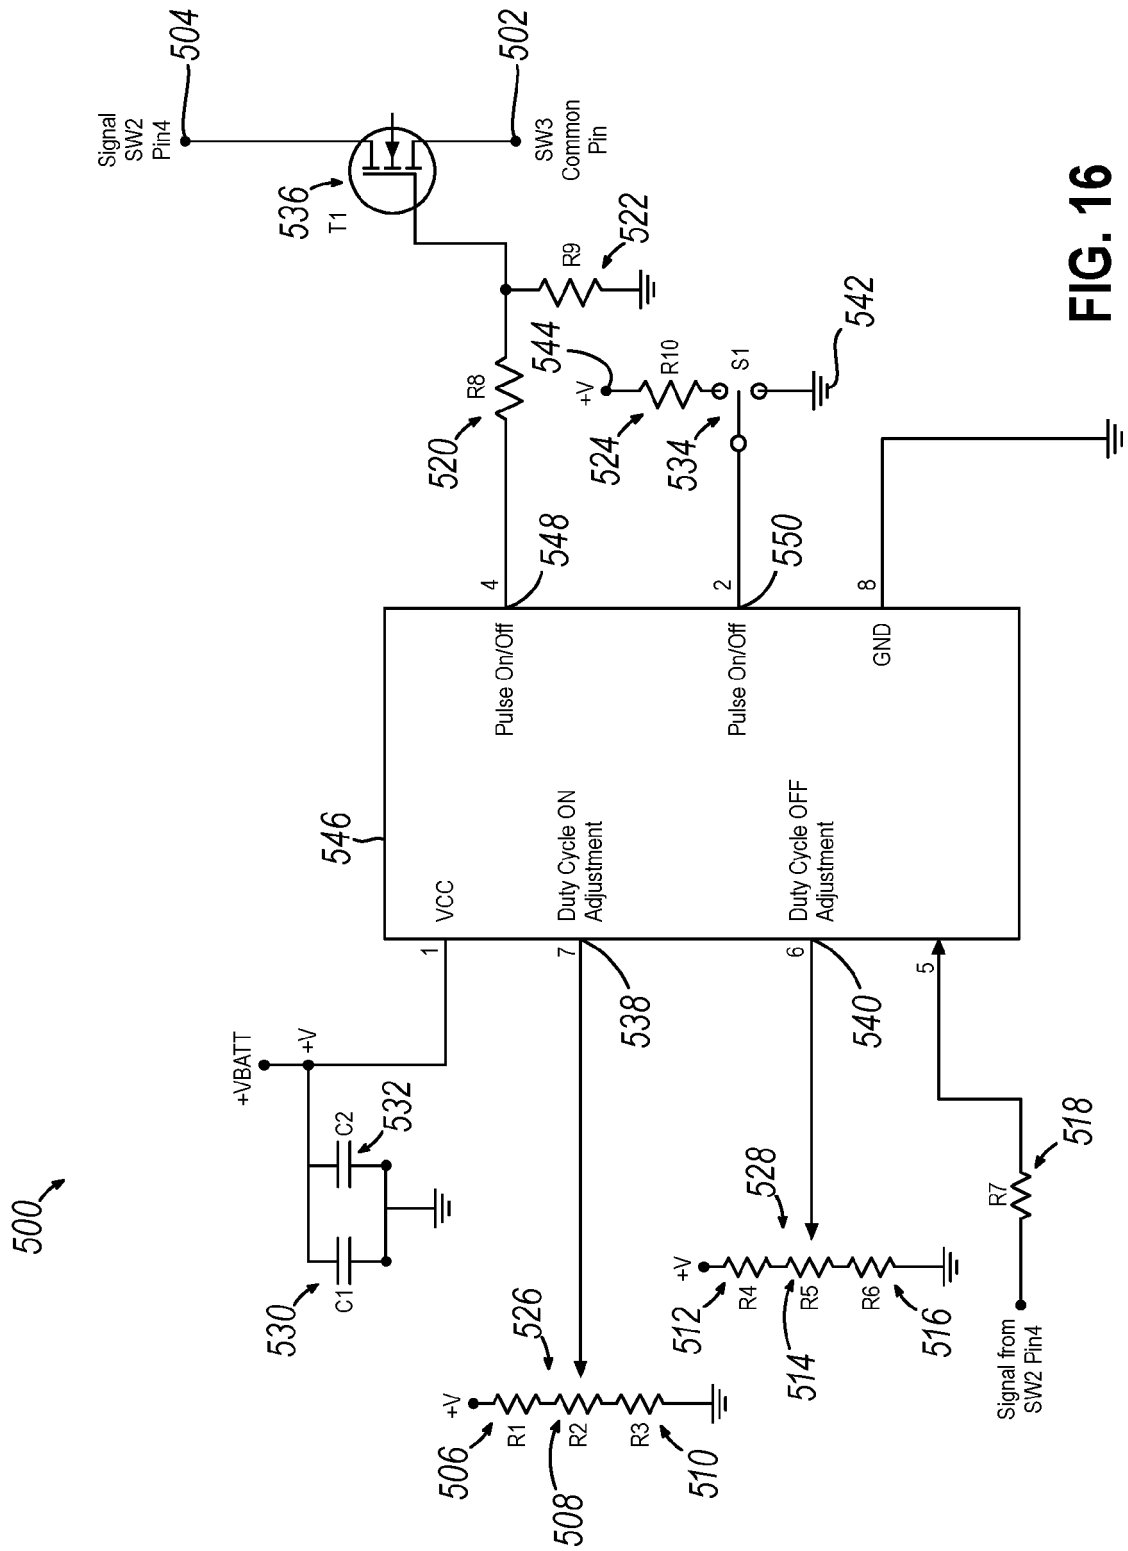 500
+VBATT
+V
C1
C2
530
532
546
VCC
1
Duty Cycle ON
Adjustment
7
538
Duty Cycle OFF
Adjustment
6
540
5
Pulse On/Off
4
548
Pulse On/Off
2
550
GND
8
+V
506
R1
526
508
R2
R3
510
+V
512
R4
528
514
R5
R6
516
Signal from
SW2 Pin4
R7
518
R8
520
R9
522
544
+V
R10
524
534
S1
542
536
T1
Signal
SW2
Pin4
504
502
SW3
Common
Pin
FIG. 16